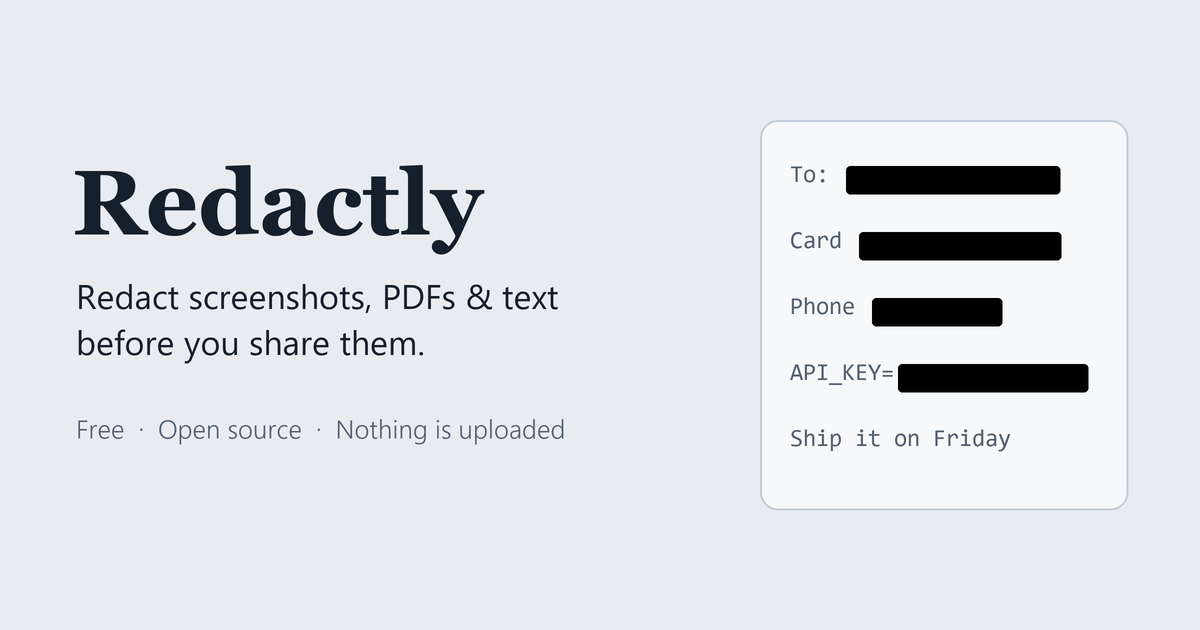 Redactly
Redact screenshots, PDFs & text
before you share them.
Free · Open source · Nothing is uploaded
To:
Card
Phone
API_KEY=
Ship it on Friday